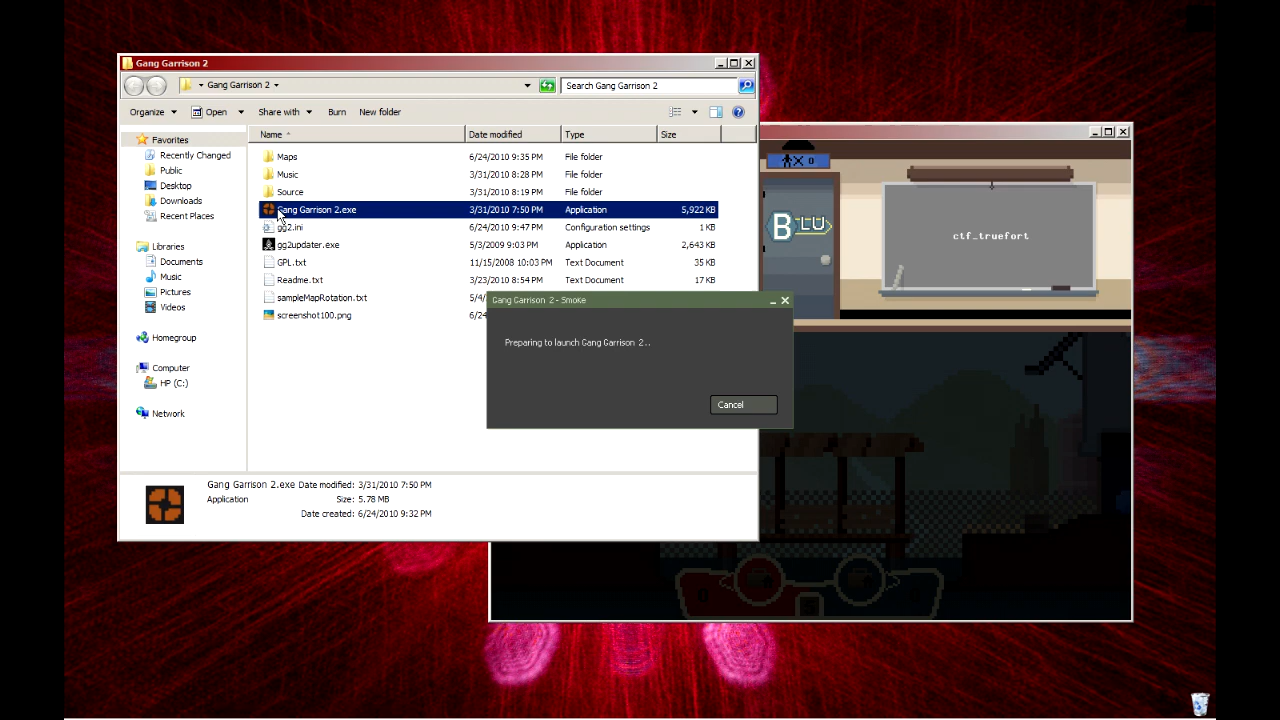 Gang Garrison 2
Gang Garrison 2
Search Gang Garrison 2
Organize Open Share with Burn New folder
Favorites
Recently Changed
Public
Desktop
Downloads
Recent Places
Libraries
Documents
Music
Pictures
Videos
Homegroup
Computer
HP (C:)
Network
Name Date modified Type Size
Maps 6/24/2010 9:35 PM File folder
Music 3/31/2010 8:28 PM File folder
Source 3/31/2010 8:19 PM File folder
Gang Garrison 2.exe 3/31/2010 7:50 PM Application 5,922 KB
gg2.ini 6/24/2010 9:47 PM Configuration settings 1 KB
gg2updater.exe 5/3/2009 9:03 PM Application 2,643 KB
GPL.txt 11/15/2008 10:03 PM Text Document 35 KB
Readme.txt 3/23/2010 8:54 PM Text Document 17 KB
sampleMapRotation.txt 5/4/
screenshot100.png 6/24
Gang Garrison 2.exe Date modified: 3/31/2010 7:50 PM
Application Size: 5.78 MB
Date created: 6/24/2010 9:32 PM
Gang Garrison 2 - Smoke
Preparing to launch Gang Garrison 2..
Cancel
X 0
BLU
ctf_truefort